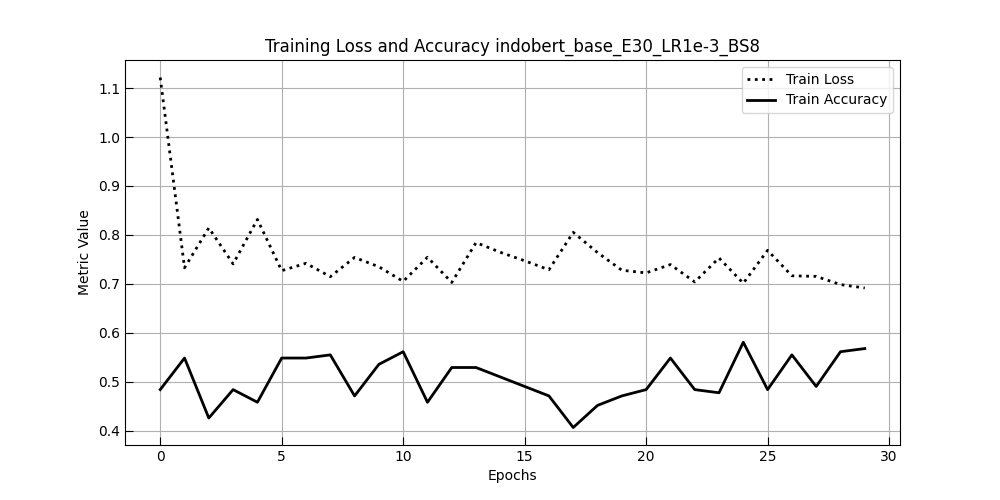 Training Loss and Accuracy indobert_base_E30_LR1e-3_BS8
Train Loss
Train Accuracy
Metric Value
1.1
1.0
0.9
0.8
0.7
0.6
0.5
0.4
0 5 10 15 20 25 30
Epochs